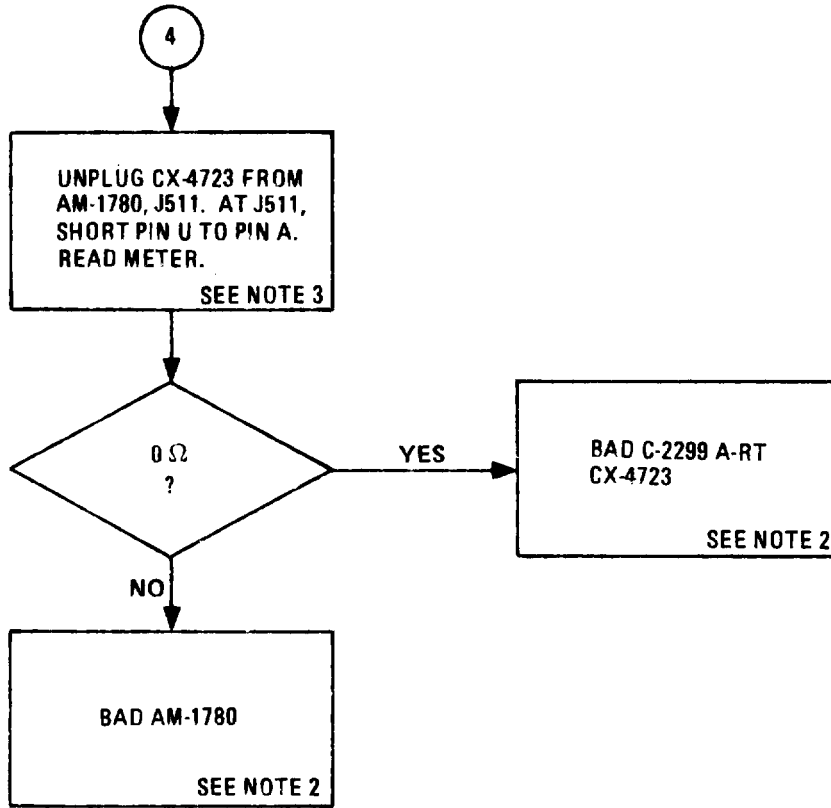 4
UNPLUG CX-4723 FROM
AM-1780, J511. AT J511,
SHORT PIN U TO PIN A.
READ METER.
SEE NOTE 3
0 Ω
?
YES
BAD C-2299 A-RT
CX-4723
SEE NOTE 2
NO
BAD AM-1780
SEE NOTE 2